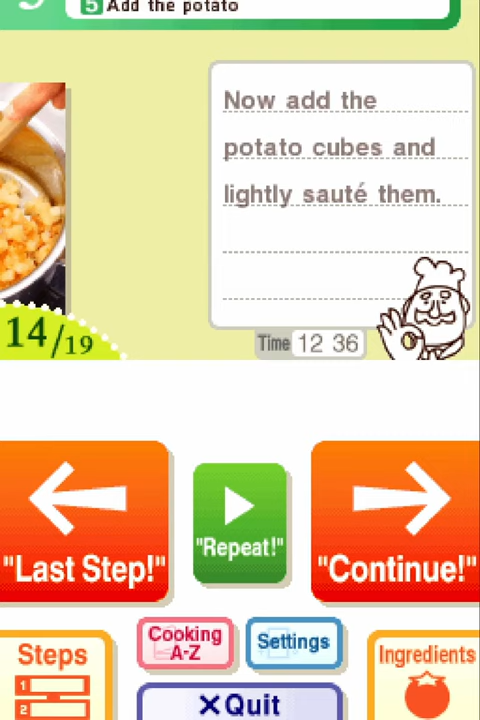 5 Add the potato
Now add the
potato cubes and
lightly sauté them.
14/19
Time 12 36
"Last Step!"
"Repeat!"
"Continue!"
Cooking
A-Z
Settings
Steps
1
2
Ingredients
×Quit